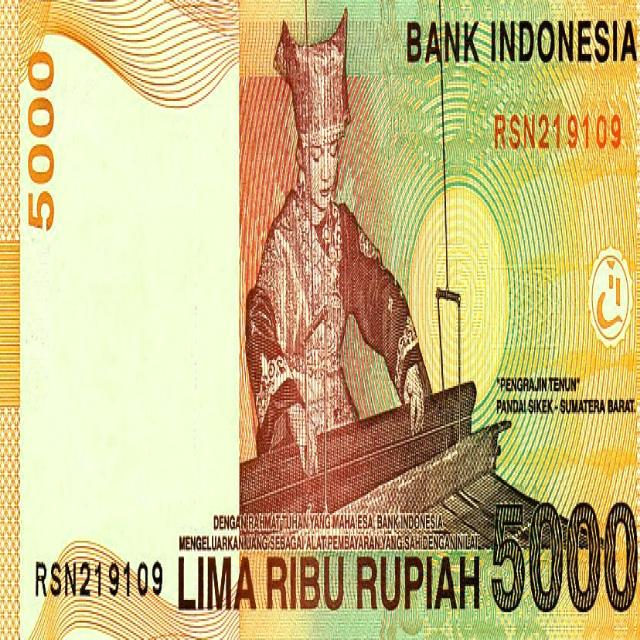 BANK INDONESIA
5000
RSN219109
"PENGRAJIN TENUN"
PANDAI SIKEK - SUMATERA BARAT.
DENGAN RAHMAT TUHAN YANG MAHA ESA, BANK INDONESIA
MENGELUARKAN UANG SEBAGAI ALAT PEMBAYARAN YANG SAH DENGAN NILAI
RSN219109
LIMA RIBU RUPIAH
5000